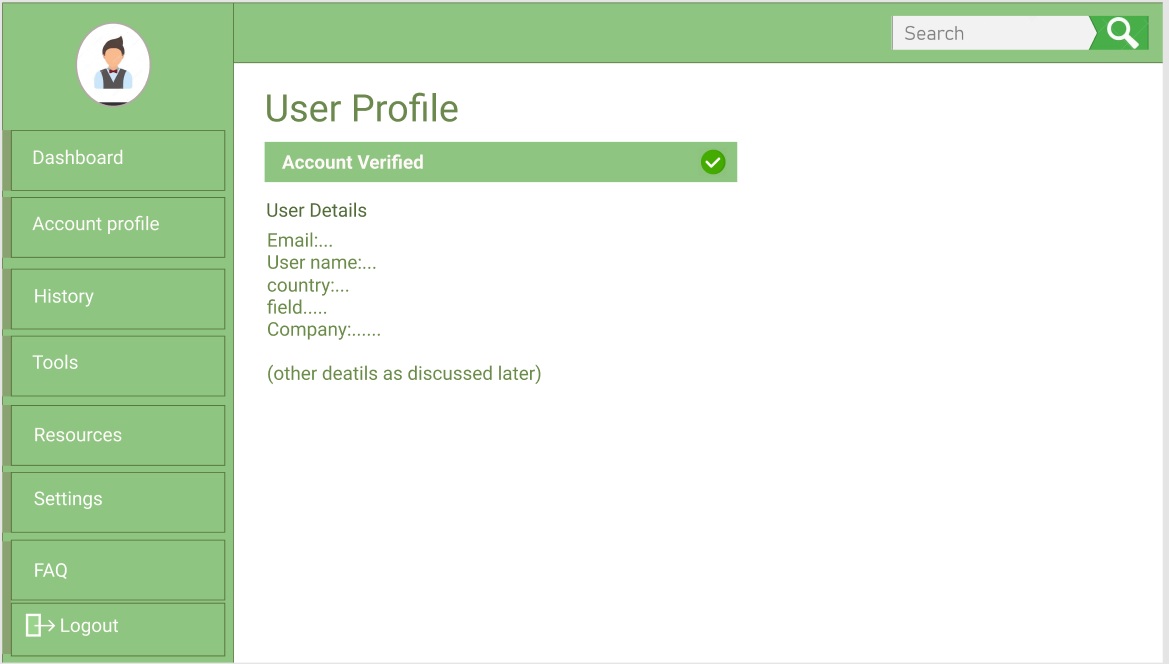 Search
User Profile
Account Verified
User Details
Email:...
User name:...
country:...
field.....
Company:......
(other deatils as discussed later)
Dashboard
Account profile
History
Tools
Resources
Settings
FAQ
Logout